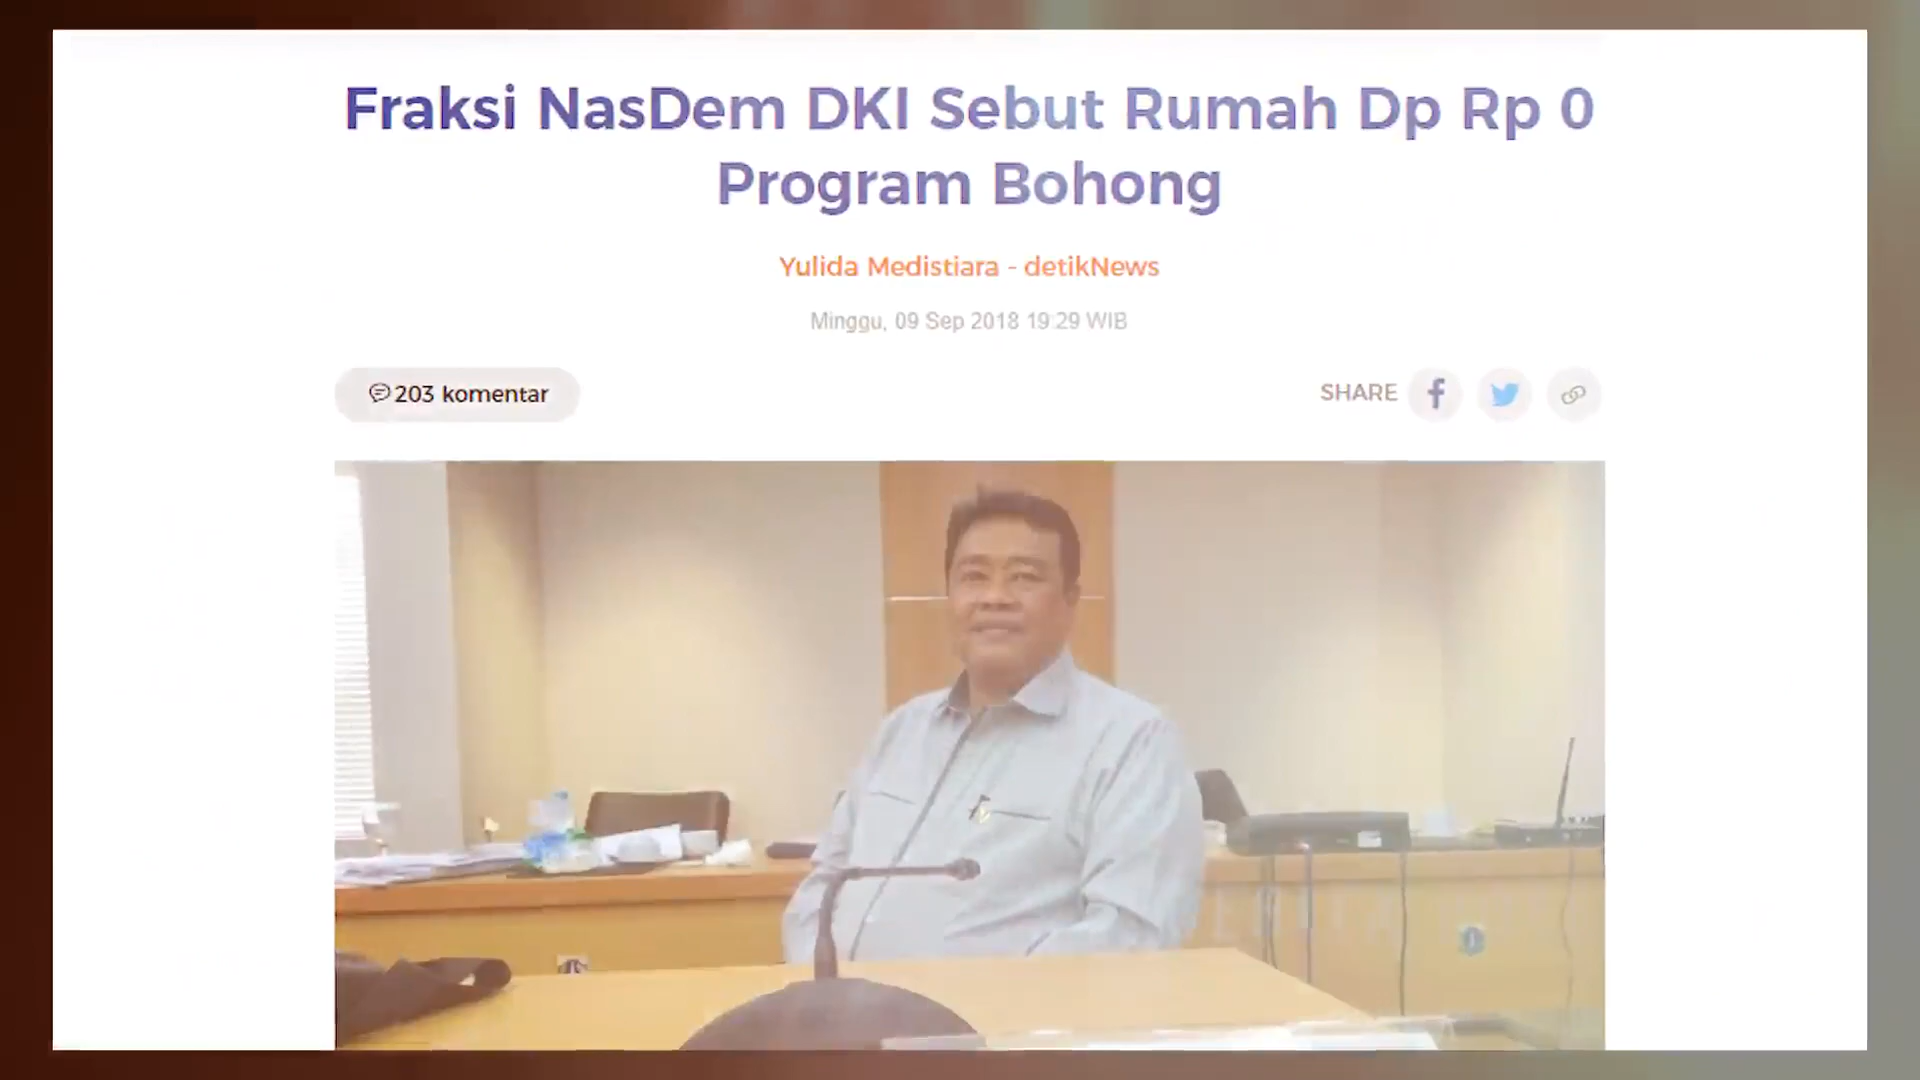 Fraksi NasDem DKI Sebut Rumah Dp Rp 0
Program Bohong
Yulida Medistiara - detikNews
Minggu, 09 Sep 2018 19:29 WIB
203 komentar
SHARE